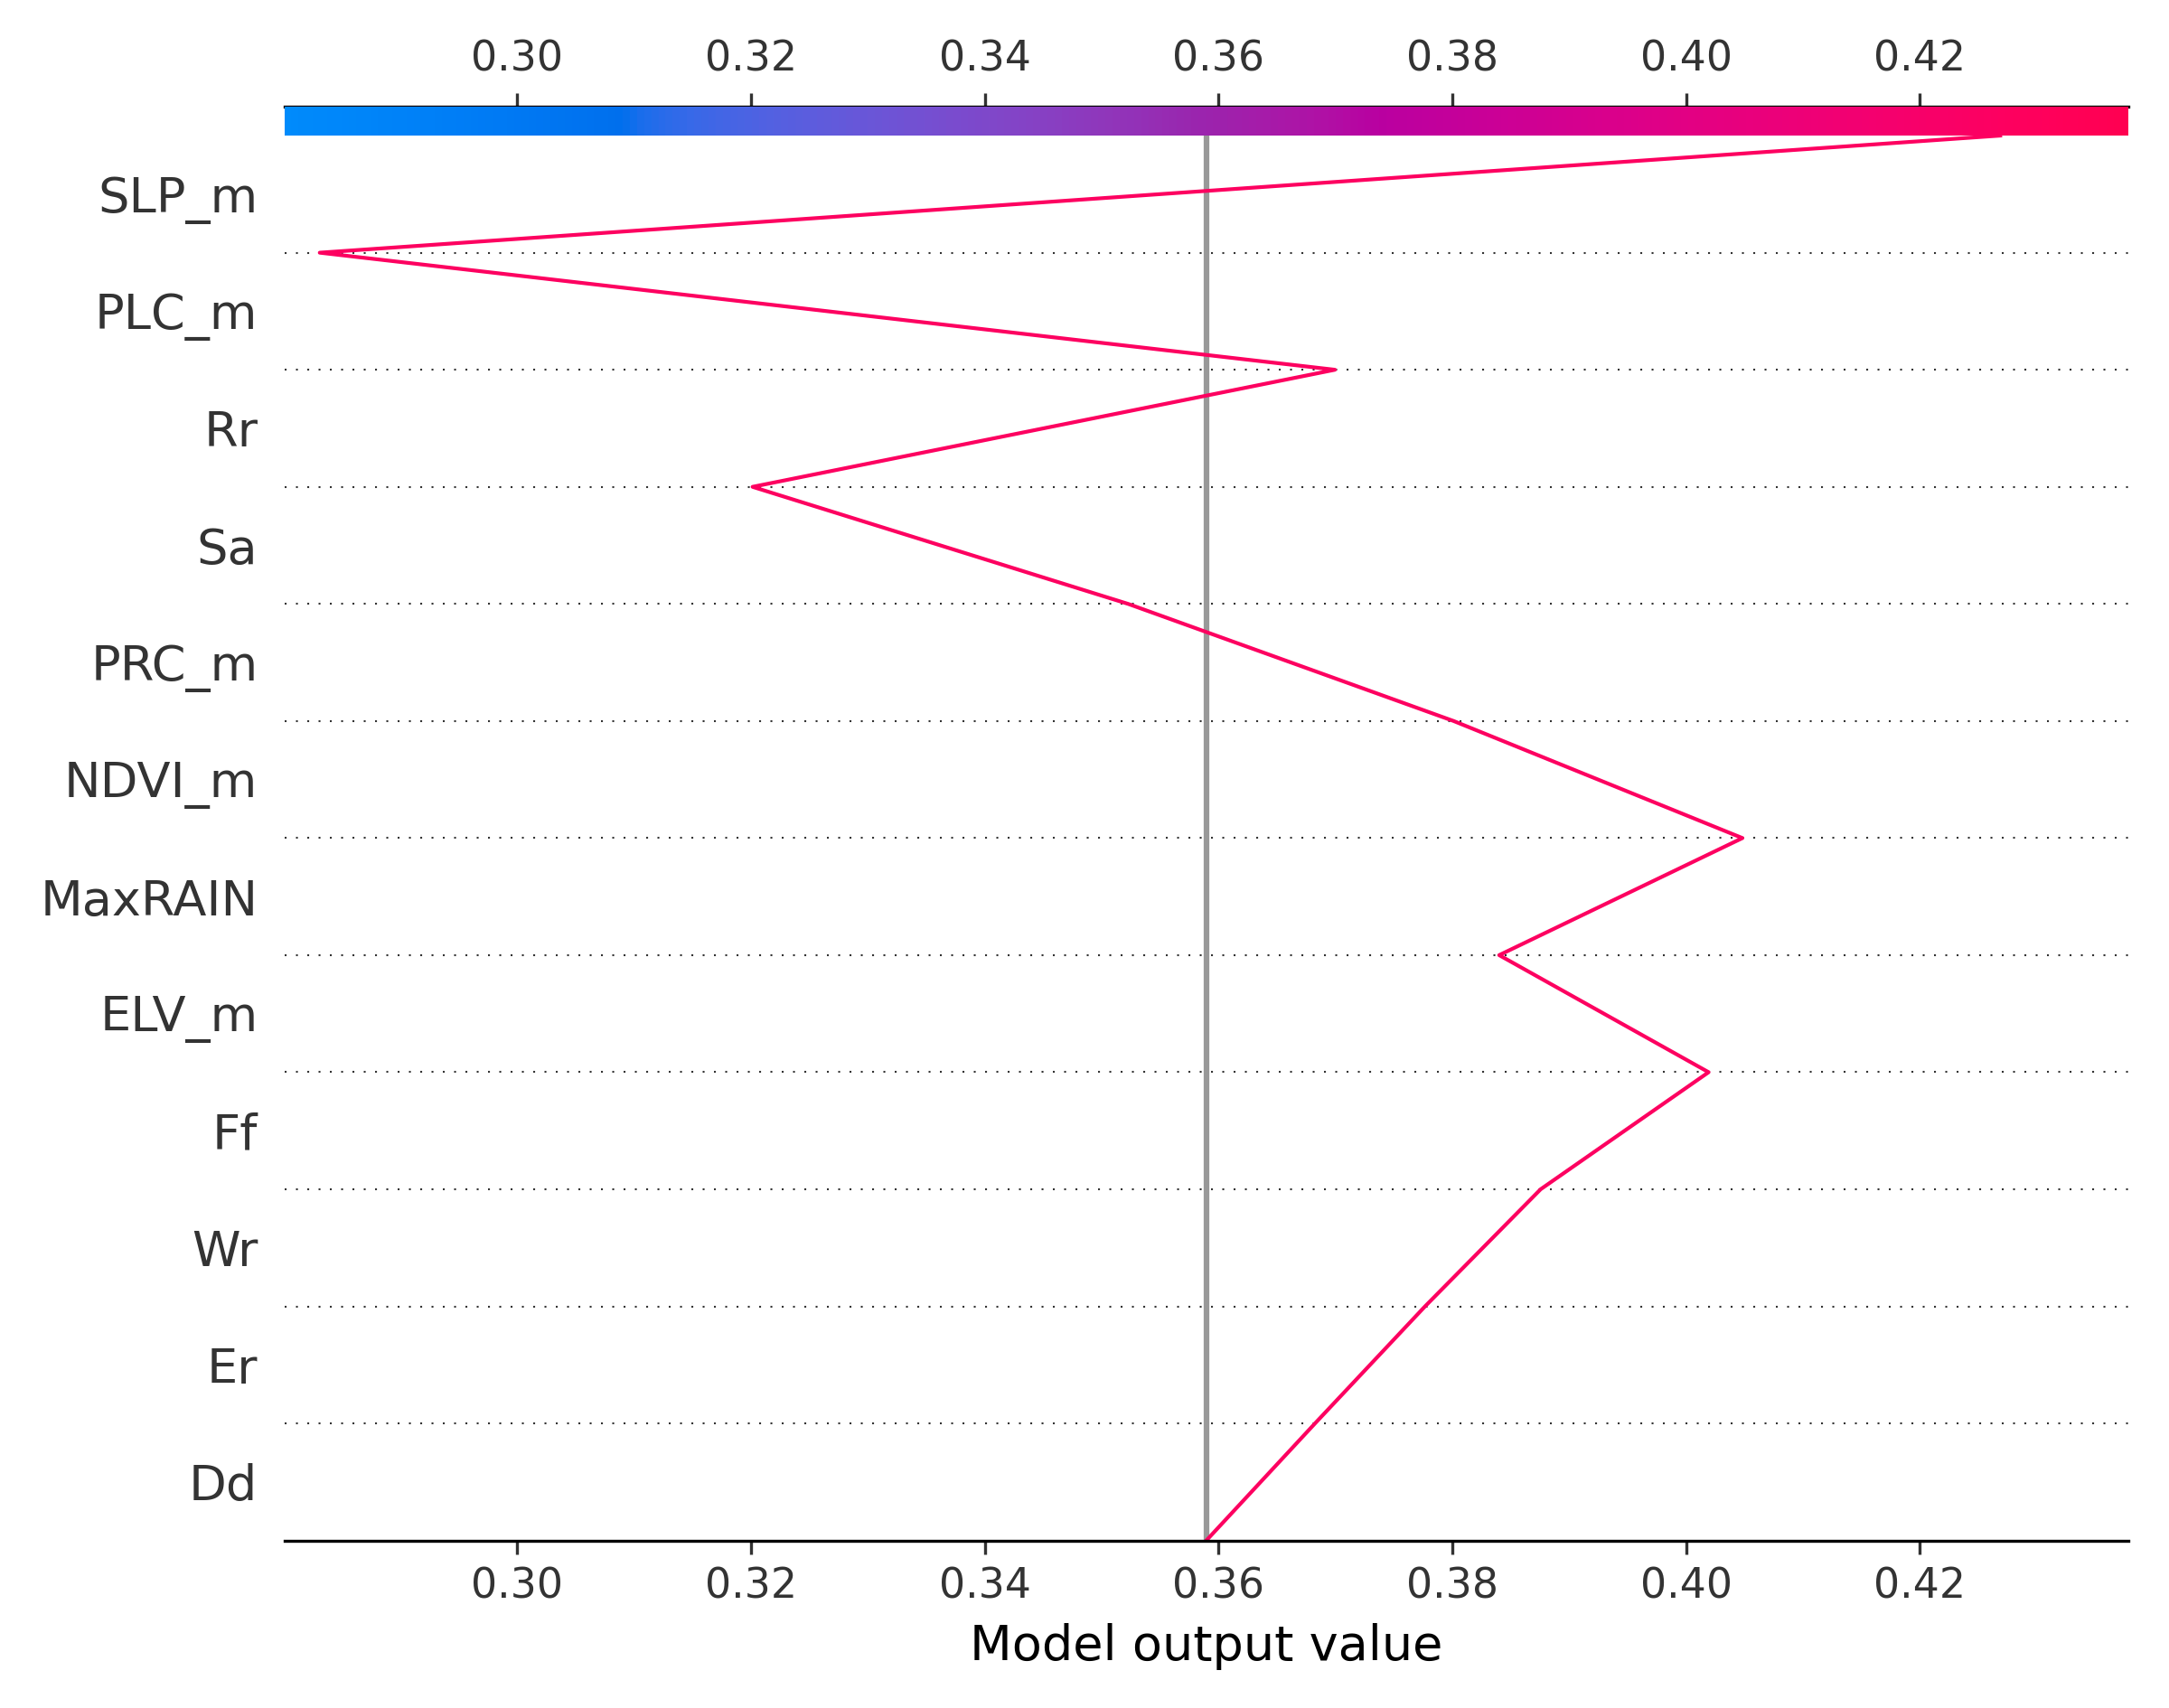 0.30 0.32 0.34 0.36 0.38 0.40 0.42
SLP_m
PLC_m
Rr
Sa
PRC_m
NDVI_m
MaxRAIN
ELV_m
Ff
Wr
Er
Dd
0.30 0.32 0.34 0.36 0.38 0.40 0.42
Model output value